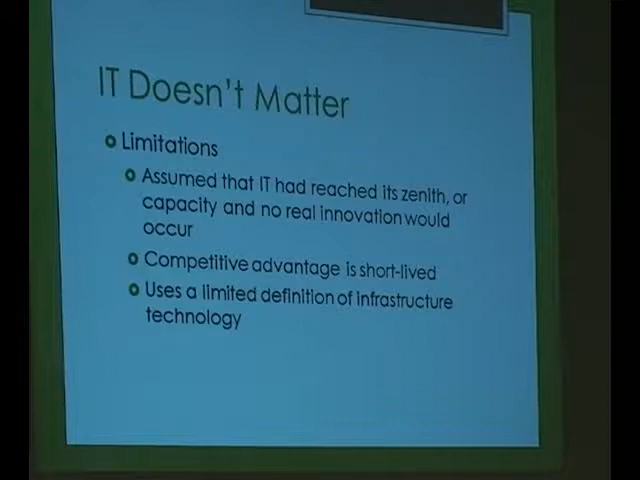 IT Doesn't Matter
Limitations
Assumed that IT had reached its zenith, or
capacity and no real innovation would
occur
Competitive advantage is short-lived
Uses a limited definition of infrastructure
technology